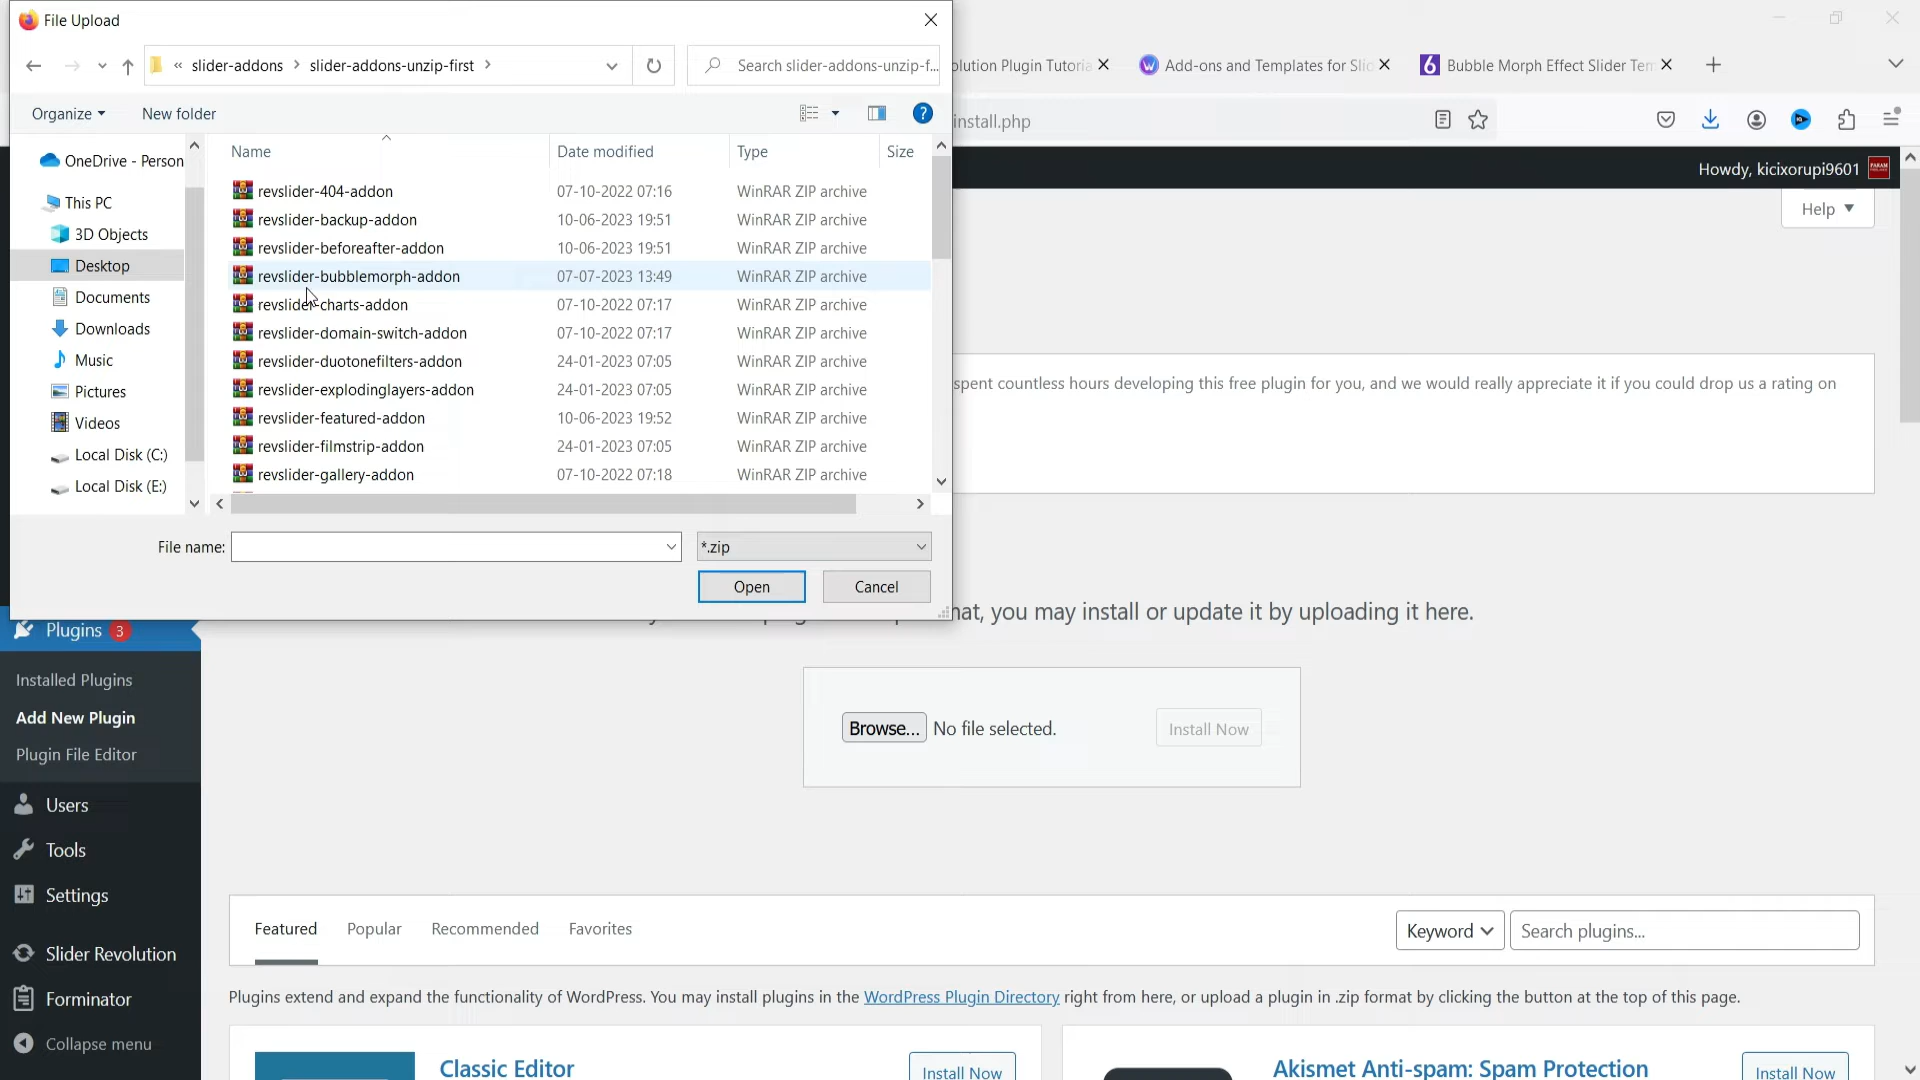 File Upload
slider-addons
slider-addons-unzip-first
Search slider-addons-unzip-f...
Organize
New folder
OneDrive - Person
This PC
3D Objects
Desktop
Documents
Downloads
Music
Pictures
Videos
Local Disk (C:)
Local Disk (E:)
Name Date modified Type Size
revslider-404-addon 07-10-2022 07:16 WinRAR ZIP archive
revslider-backup-addon 10-06-2023 19:51 WinRAR ZIP archive
revslider-beforeafter-addon 10-06-2023 19:51 WinRAR ZIP archive
revslider-bubblemorph-addon 07-07-2023 13:49 WinRAR ZIP archive
revslider-charts-addon 07-10-2022 07:17 WinRAR ZIP archive
revslider-domain-switch-addon 07-10-2022 07:17 WinRAR ZIP archive
revslider-duotonefilters-addon 24-01-2023 07:05 WinRAR ZIP archive
revslider-explodinglayers-addon 24-01-2023 07:05 WinRAR ZIP archive
revslider-featured-addon 10-06-2023 19:52 WinRAR ZIP archive
revslider-filmstrip-addon 24-01-2023 07:05 WinRAR ZIP archive
revslider-gallery-addon 07-10-2022 07:18 WinRAR ZIP archive
File name:
*.zip
Open
Cancel
olution Plugin Tutoria
Add-ons and Templates for Slic
Bubble Morph Effect Slider Tem
install.php
Howdy, kicixorupi9601
Help
spent countless hours developing this free plugin for you, and we would really appreciate it if you could drop us a rating on
nat, you may install or update it by uploading it here.
Browse... No file selected.
Install Now
Plugins 3
Installed Plugins
Add New Plugin
Plugin File Editor
Users
Tools
Settings
Slider Revolution
Forminator
Collapse menu
Featured Popular Recommended Favorites
Keyword
Search plugins...
Plugins extend and expand the functionality of WordPress. You may install plugins in the WordPress Plugin Directory right from here, or upload a plugin in .zip format by clicking the button at the top of this page.
Classic Editor
Install Now
Akismet Anti-spam: Spam Protection
Install Now